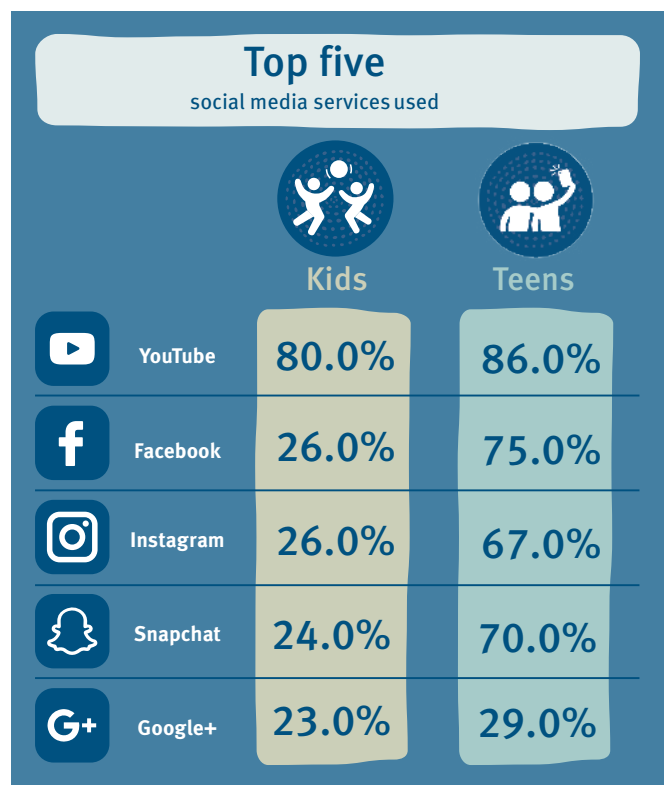 Top five
social media services used
Kids Teens
YouTube 80.0% 86.0%
f Facebook 26.0% 75.0%
Instagram 26.0% 67.0%
Snapchat 24.0% 70.0%
G+ Google+ 23.0% 29.0%